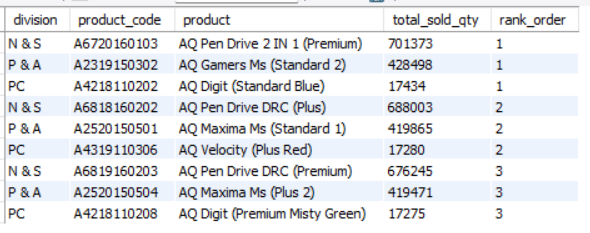 division product_code product total_sold_qty rank_order
N & S A6720160103 AQ Pen Drive 2 IN 1 (Premium) 701373 1
P & A A2319150302 AQ Gamers Ms (Standard 2) 428498 1
PC A4218110202 AQ Digit (Standard Blue) 17434 1
N & S A6818160202 AQ Pen Drive DRC (Plus) 688003 2
P & A A2520150501 AQ Maxima Ms (Standard 1) 419865 2
PC A4319110306 AQ Velocity (Plus Red) 17280 2
N & S A6819160203 AQ Pen Drive DRC (Premium) 676245 3
P & A A2520150504 AQ Maxima Ms (Plus 2) 419471 3
PC A4218110208 AQ Digit (Premium Misty Green) 17275 3